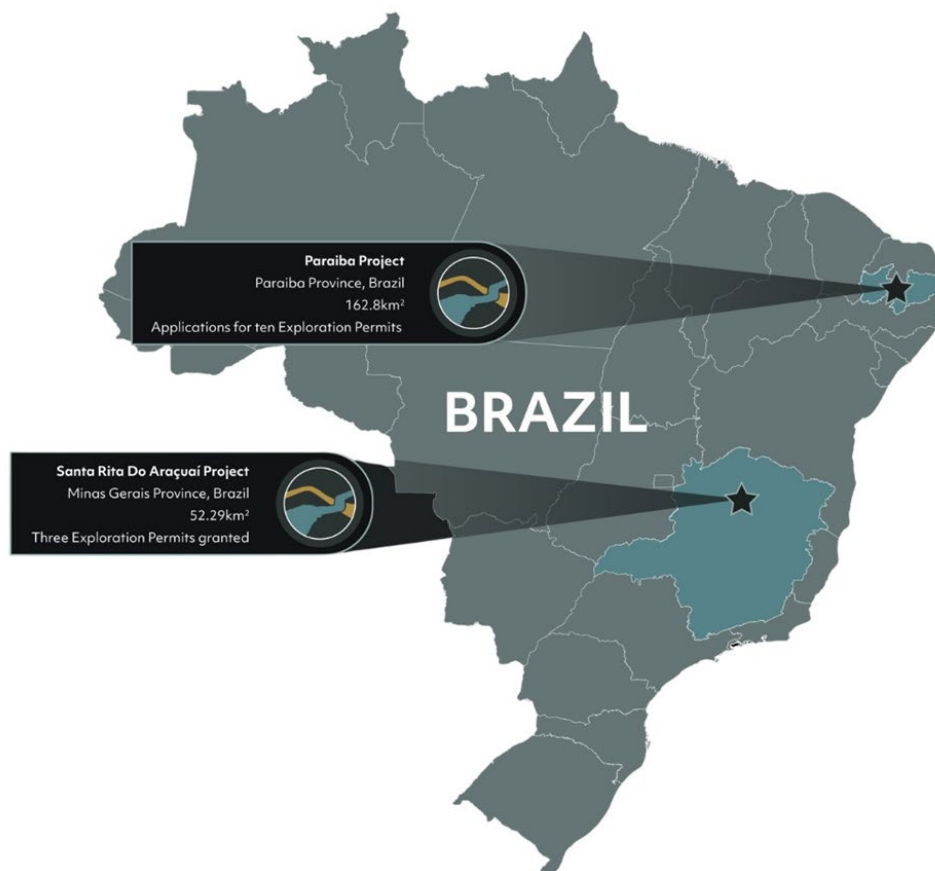 Paraiba Project
Paraiba Province, Brazil
162.8km²
Applications for ten Exploration Permits
BRAZIL
Santa Rita Do Araçuaí Project
Minas Gerais Province, Brazil
52.29km²
Three Exploration Permits granted